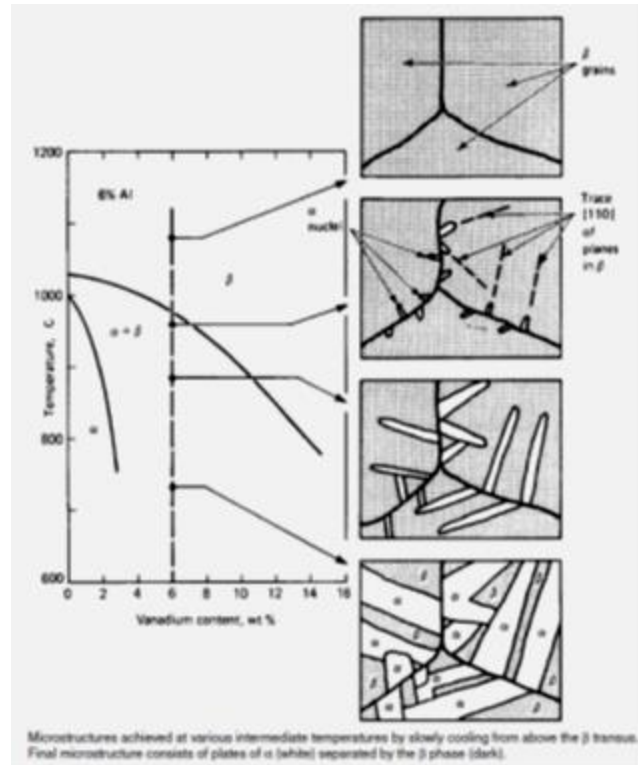 β
grains
1200
6% Al
α
nuclei
Trace
[110]
of
planes
in β
β
1000
α + β
Temperature, C
800
α
600
0 2 4 6 8 10 12 14 16
Vanadium content, wt %
β
α
β
β
α
α
α
α
β
α
α
β
α
α
β
Microstructures achieved at various intermediate temperatures by slowly cooling from above the β transus.
Final microstructure consists of plates of α (white) separated by the β phase (dark).